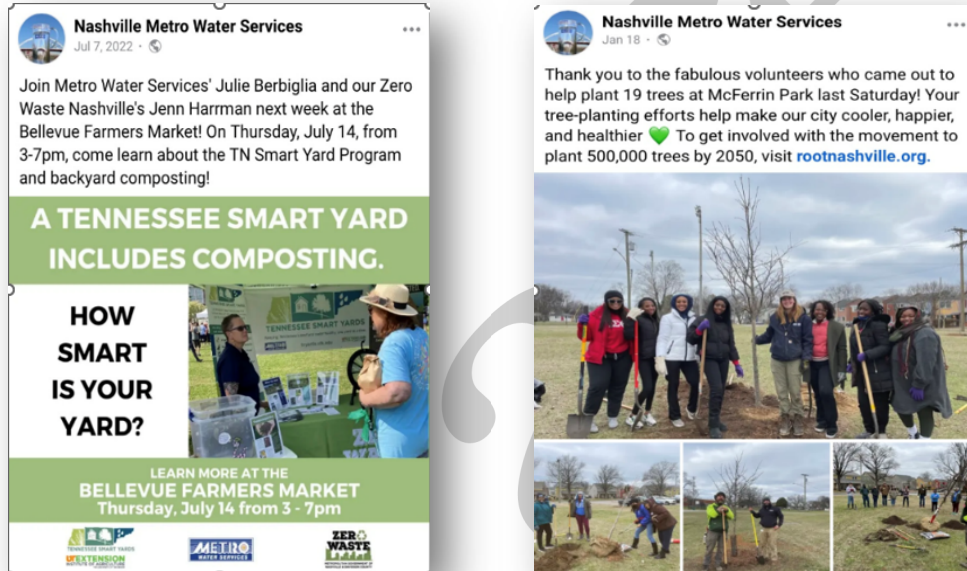 Nashville Metro Water Services
Jul 7, 2022 ·
Join Metro Water Services' Julie Berbiglia and our Zero
Waste Nashville's Jenn Harrman next week at the
Bellevue Farmers Market! On Thursday, July 14, from
3-7pm, come learn about the TN Smart Yard Program
and backyard composting!
A TENNESSEE SMART YARD
INCLUDES COMPOSTING.
HOW
SMART
IS YOUR
YARD?
TENNESSEE SMART YARDS
LEARN MORE AT THE
BELLEVUE FARMERS MARKET
Thursday, July 14 from 3 - 7pm
TENNESSEE SMART YARDS
UTEXTENSION
INSTITUTE OF AGRICULTURE
METRO
WATER SERVICES
ZERO
WASTE
Nashville Metro Water Services
Jan 18 ·
Thank you to the fabulous volunteers who came out to
help plant 19 trees at McFerrin Park last Saturday! Your
tree-planting efforts help make our city cooler, happier,
and healthier 💚 To get involved with the movement to
plant 500,000 trees by 2050, visit rootnashville.org.